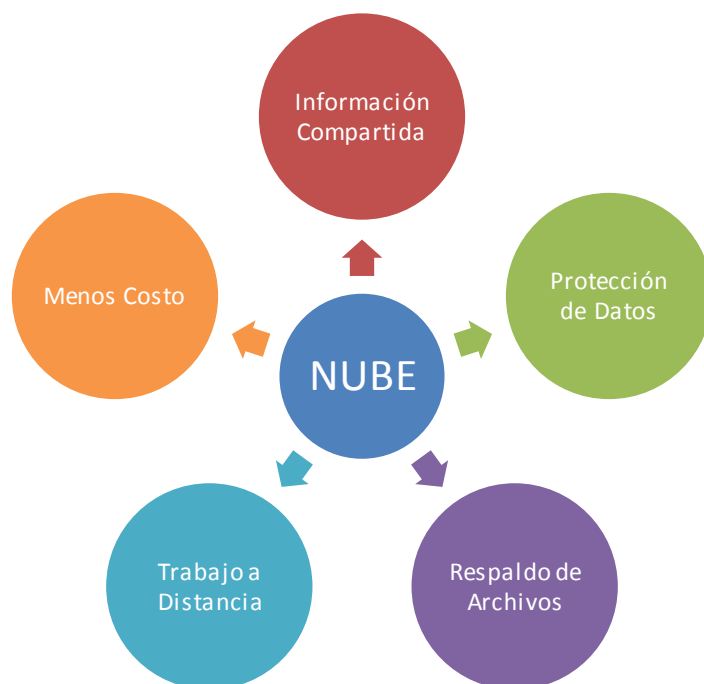 Información
Compartida
Protección
de Datos
Menos Costo
NUBE
Respaldo de
Archivos
Trabajo a
Distancia